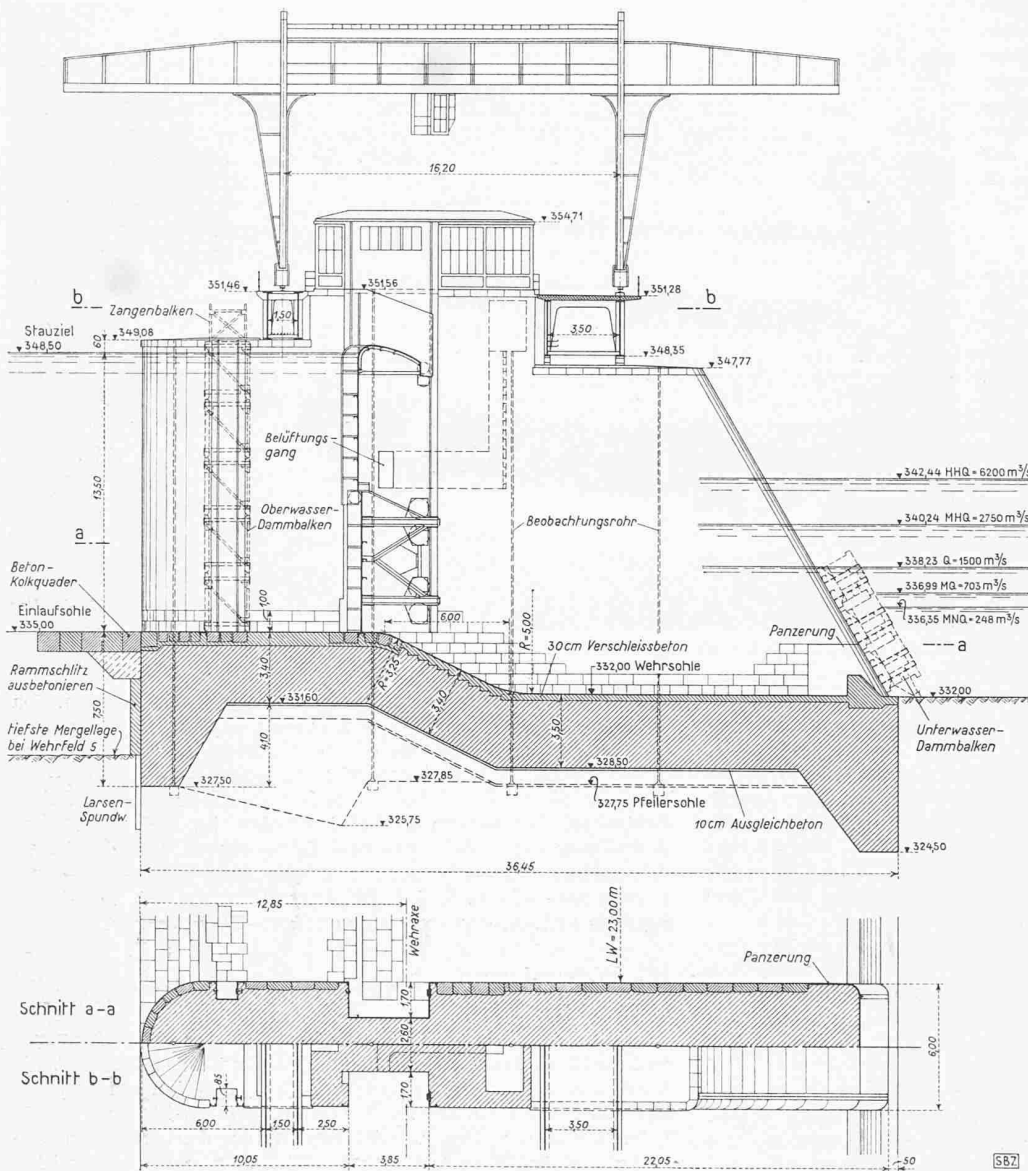 16,20
354,71
351,46
351,56
351,28
b
b
Zangenbalken
1,50
3,50
Stauziel
349,08
348,50
60
348,35
347,77
Belüftungs-
gang
13,50
342,44 HHQ = 6200 m³/s
Oberwasser-
Dammbalken
Beobachtungsrohr
340,24 MHQ = 2750 m³/s
a
338,23 Q = 1500 m³/s
Beton-
Kolkquader
336,99 MQ = 703 m³/s
336,35 MNQ = 248 m³/s
Einlaufsohle
335,00
1,00
6,00
R = 5,00
Panzerung
a
30cm Verschleissbeton
Rammschlitz
ausbetonieren
R = 3,25
332,00 Wehrsohle
332,00
3,40
331,60
3,40
7,50
3,50
Unterwasser-
Dammbalken
tiefste Mergellage
bei Wehrfeld 5
4,10
328,50
327,50
327,85
327,75 Pfeilersohle
Larsen-
Spundw.
325,75
10cm Ausgleichbeton
324,50
36,45
12,85
Wehraxe
LW = 23,00 m
Panzerung
Schnitt a-a
1,70
2,60
6,00
Schnitt b-b
85
1,70
6,00
1,50
2,50
3,50
10,05
3,85
22,05
50
SBZ